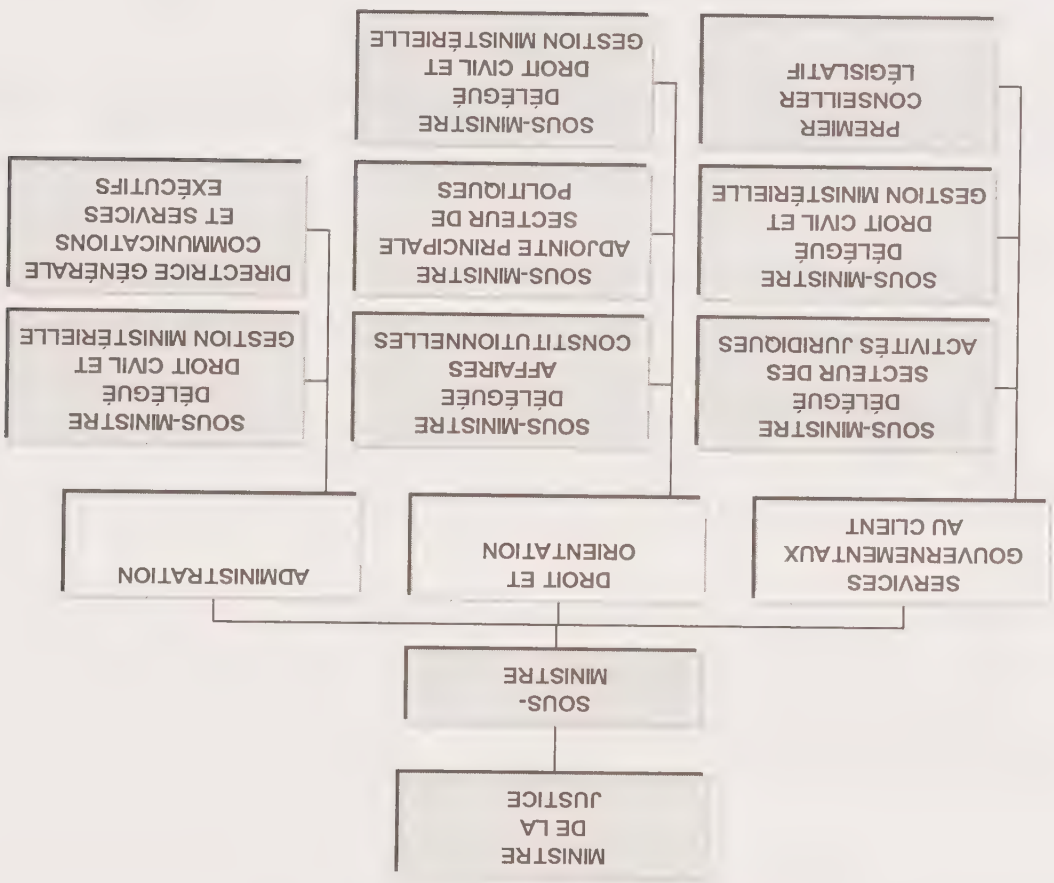 MINISTRE
DE LA
JUSTICE
SOUS-
MINISTRE
SERVICES
GOUVERNEMENTAUX
AU CLIENT
DROIT ET
ORIENTATION
ADMINISTRATION
SOUS-MINISTRE
DÉLÉGUÉ
SECTEUR DES
ACTIVITÉS JURIDIQUES
SOUS-MINISTRE
DÉLÉGUÉE
AFFAIRES
CONSTITUTIONNELLES
SOUS-MINISTRE
DÉLÉGUÉ
DROIT CIVIL ET
GESTION MINISTÉRIELLE
SOUS-MINISTRE
DÉLÉGUÉ
DROIT CIVIL ET
GESTION MINISTÉRIELLE
SOUS-MINISTRE
ADJOINTE PRINCIPALE
SECTEUR DE
POLITIQUES
DIRECTRICE GÉNÉRALE
COMMUNICATIONS
ET SERVICES
EXÉCUTIFS
PREMIER
CONSEILLER
LÉGISLATIF
SOUS-MINISTRE
DÉLÉGUÉ
DROIT CIVIL ET
GESTION MINISTÉRIELLE